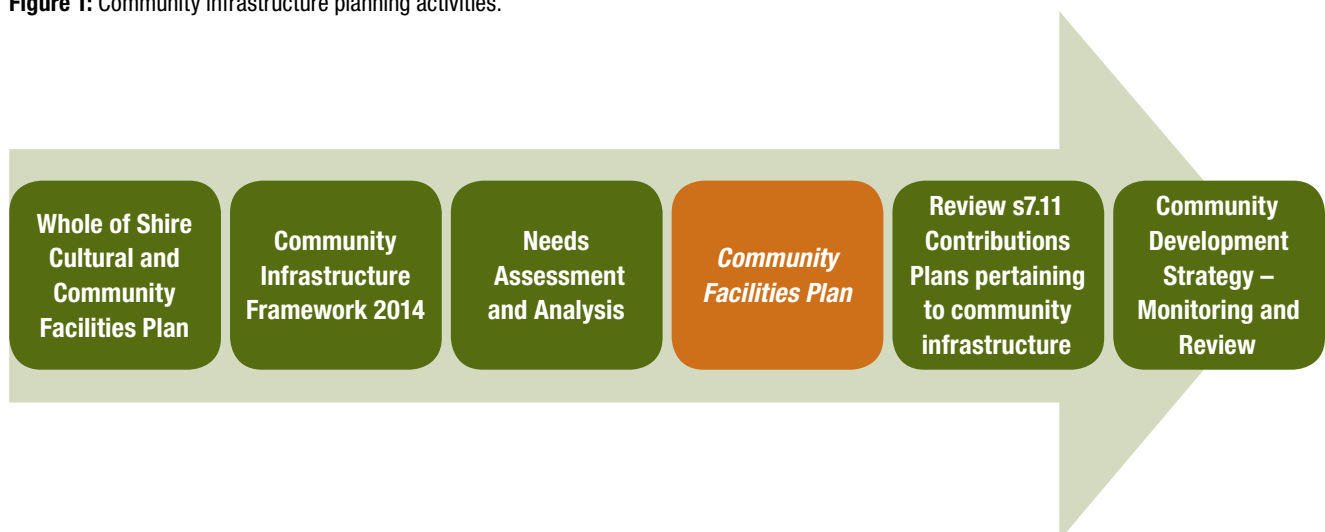 Figure 1: Community infrastructure planning activities.
Whole of Shire
Cultural and
Community
Facilities Plan
Community
Infrastructure
Framework 2014
Needs
Assessment
and Analysis
Community
Facilities Plan
Review s7.11
Contributions
Plans pertaining
to community
infrastructure
Community
Development
Strategy –
Monitoring and
Review